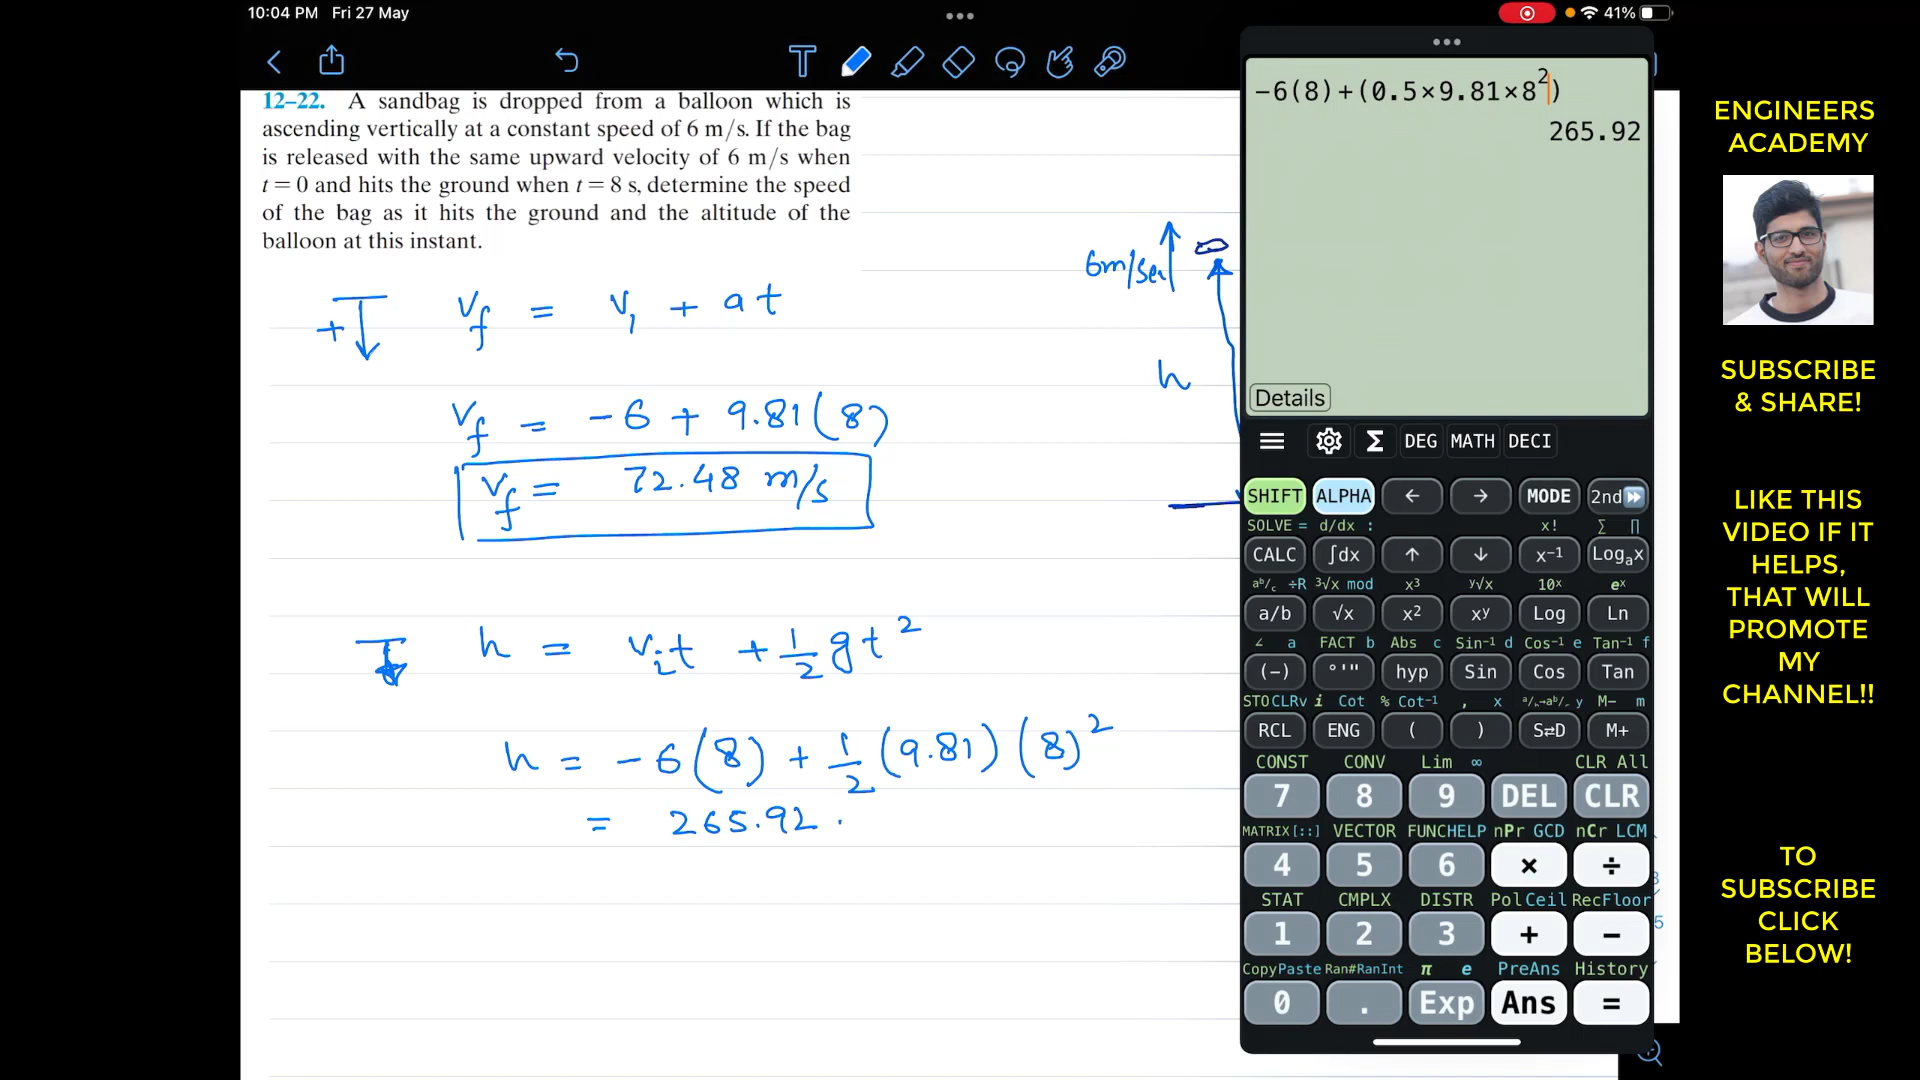 10:04 PM Fri 27 May
41%
12–22. A sandbag is dropped from a balloon which is
ascending vertically at a constant speed of 6 m/s. If the bag
is released with the same upward velocity of 6 m/s when
t = 0 and hits the ground when t = 8 s, determine the speed
of the bag as it hits the ground and the altitude of the
balloon at this instant.
+ vf = v1 + at
vf = -6 + 9.81(8)
vf = 72.48 m/s
h = vit + 1/2 gt²
h = -6(8) + 1/2 (9.81)(8)²
= 265.92 .
6m/sec
h
-6(8)+(0.5×9.81×8²)
265.92
Details
DEG MATH DECI
SHIFT ALPHA ← → MODE 2nd
SOLVE = d/dx : x! ∑ ∏
CALC ∫dx ↑ ↓ x⁻¹ Logax
aᵇ/c ÷R ³√x mod x³ ʸ√x 10ˣ eˣ
a/b √x x² xʸ Log Ln
∠ a FACT b Abs c Sin⁻¹ d Cos⁻¹ e Tan⁻¹ f
(−) °'" hyp Sin Cos Tan
STO CLRv i Cot % Cot⁻¹ , x y M− m
RCL ENG ( ) S⇄D M+
CONST CONV Lim ∞ CLR All
7 8 9 DEL CLR
MATRIX[::] VECTOR FUNC HELP nPr GCD nCr LCM
4 5 6 × ÷
STAT CMPLX DISTR Pol Ceil Rec Floor
1 2 3 + −
Copy Paste Ran# RanInt π e PreAns History
0 . Exp Ans =
ENGINEERS
ACADEMY
SUBSCRIBE
& SHARE!
LIKE THIS
VIDEO IF IT
HELPS,
THAT WILL
PROMOTE
MY
CHANNEL!!
TO
SUBSCRIBE
CLICK
BELOW!